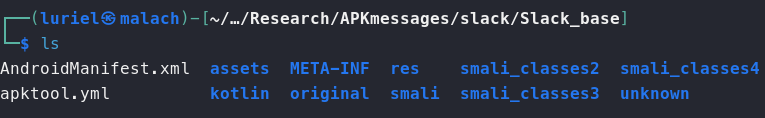 ┌──(luriel㉿malach)-[~/…/Research/APKmessages/slack/Slack_base]
└─$ ls
AndroidManifest.xml  assets  META-INF  res    smali_classes2  smali_classes4
apktool.yml          kotlin  original  smali  smali_classes3  unknown